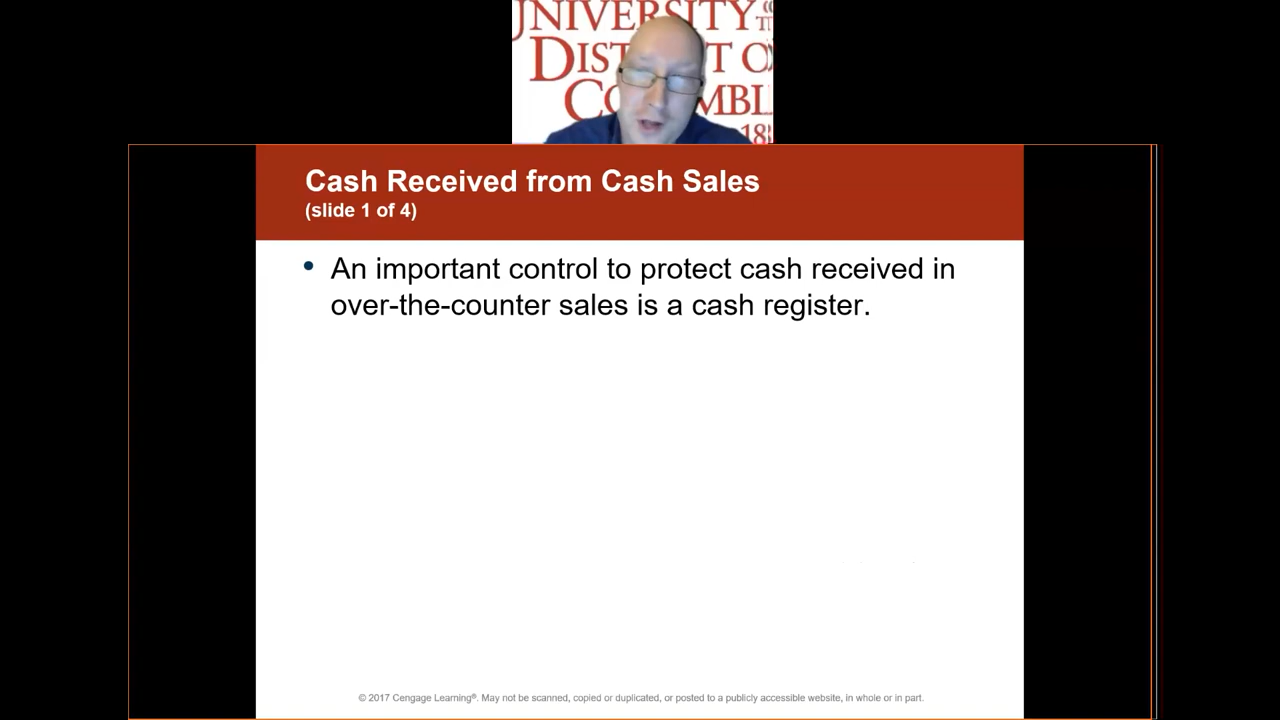 UNIVERSITY
DISTRICT
18
Cash Received from Cash Sales
(slide 1 of 4)
• An important control to protect cash received in
over-the-counter sales is a cash register.
© 2017 Cengage Learning®. May not be scanned, copied or duplicated, or posted to a publicly accessible website, in whole or in part.